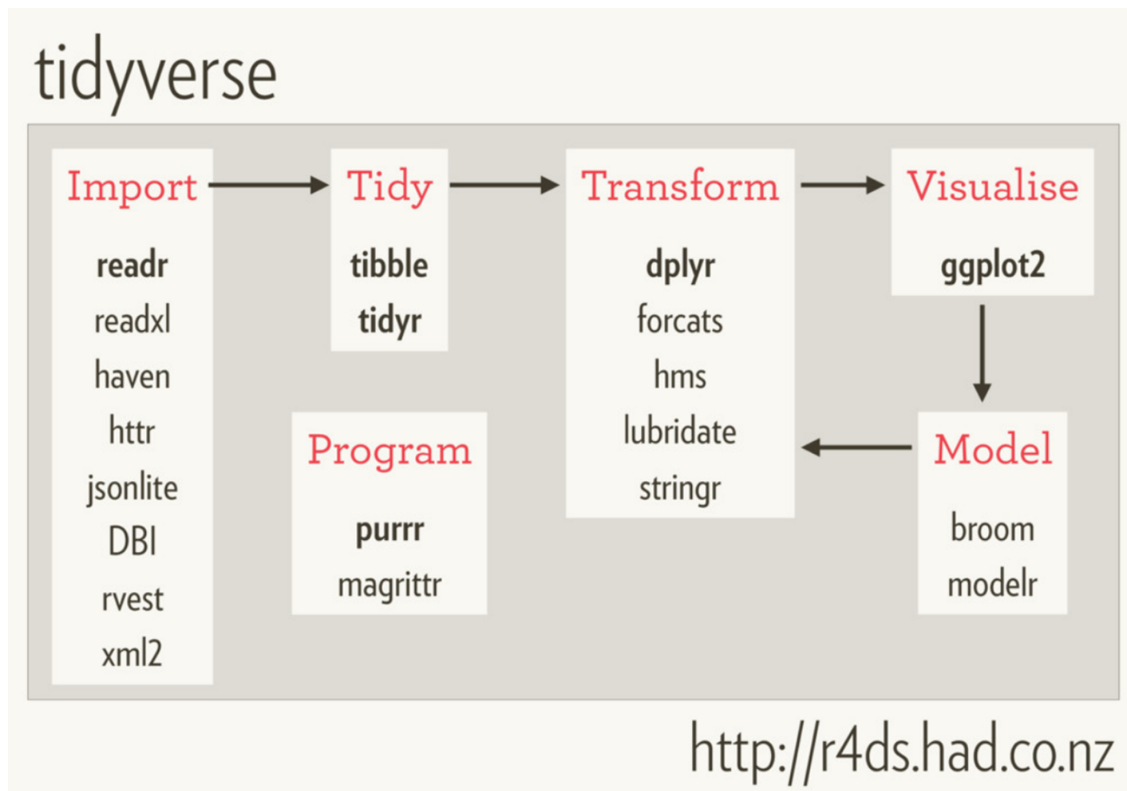 tidyverse
Import
readr
readxl
haven
httr
jsonlite
DBI
rvest
xml2
Tidy
tibble
tidyr
Program
purrr
magrittr
Transform
dplyr
forcats
hms
lubridate
stringr
Visualise
ggplot2
Model
broom
modelr
http://r4ds.had.co.nz